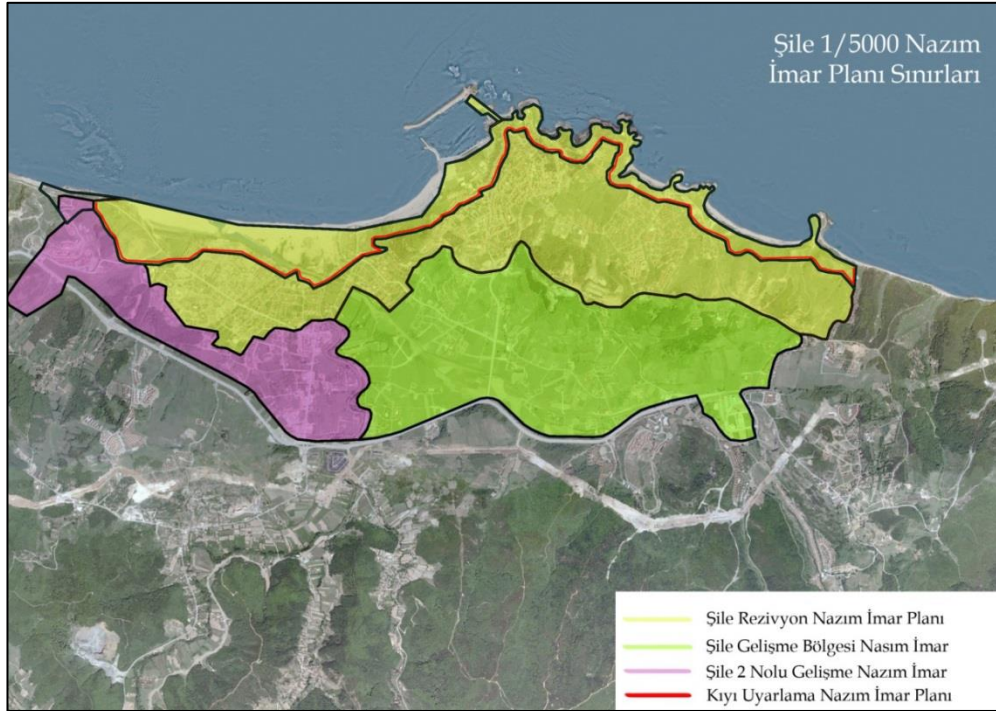 Şile 1/5000 Nazım
İmar Planı Sınırları
Şile Rezivyon Nazım İmar Planı
Şile Gelişme Bölgesi Nasım İmar
Şile 2 Nolu Gelişme Nazım İmar
Kıyı Uyarlama Nazım İmar Planı